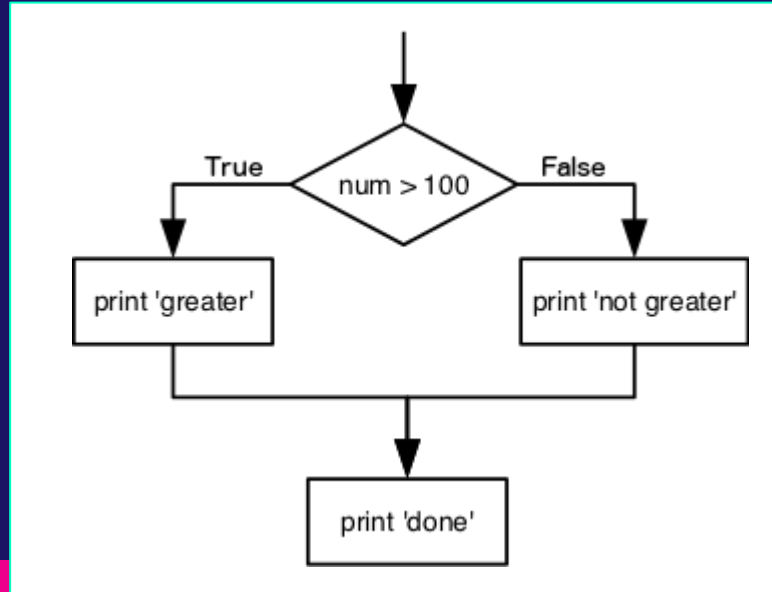 num > 100
True
False
print 'greater'
print 'not greater'
print 'done'